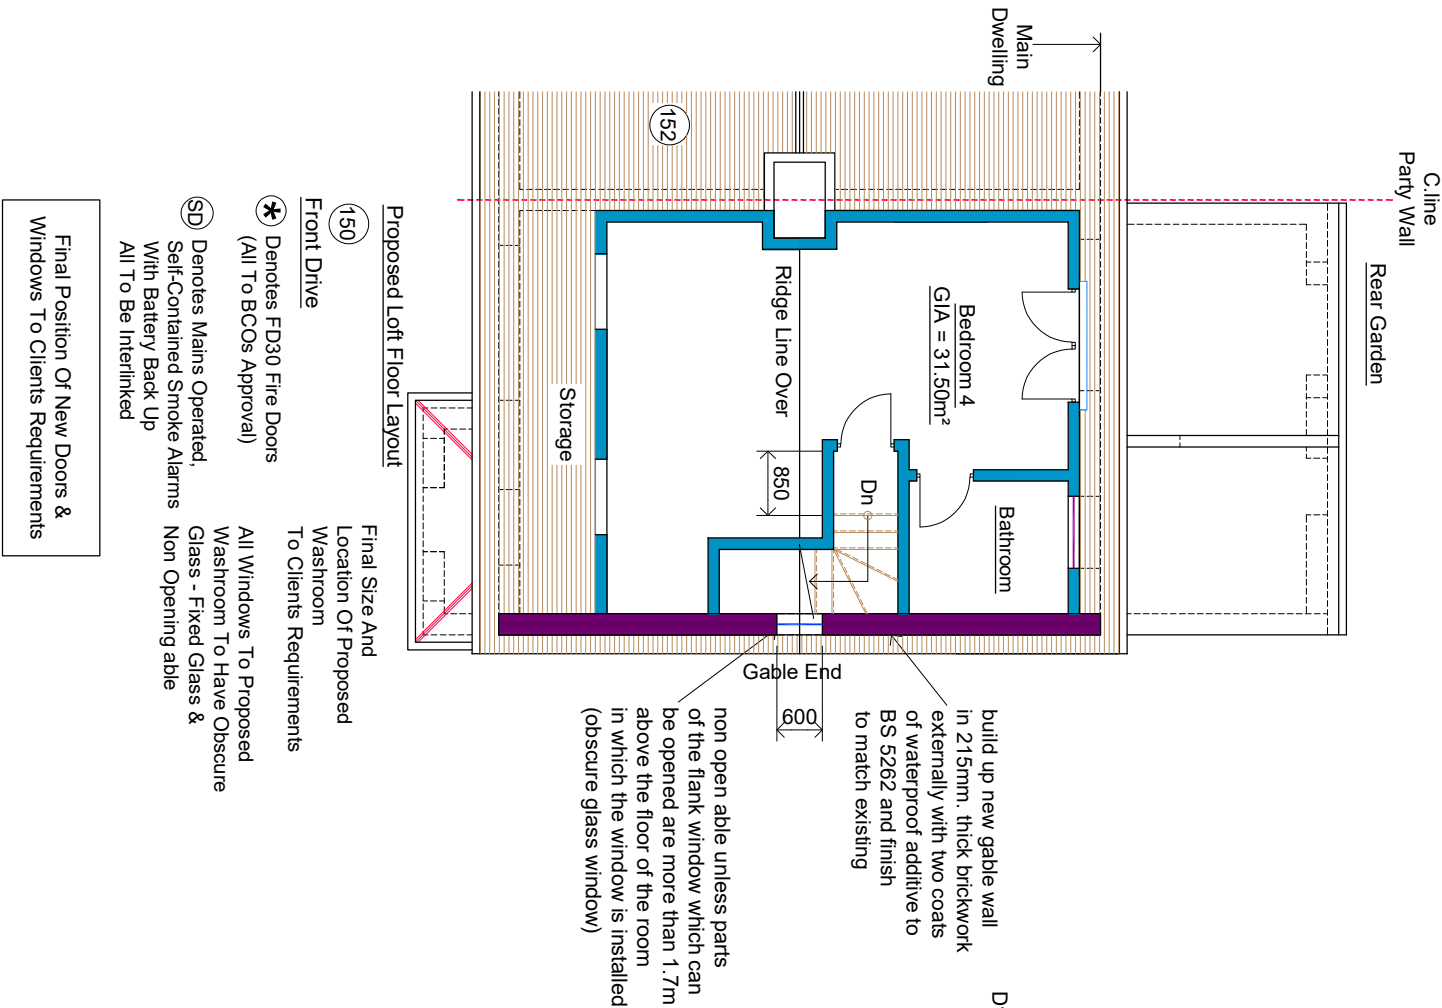 C.line
Party Wall
Rear Garden
Main
Dwelling
152
Bedroom 4
GIA = 31.50m²
Bathroom
Ridge Line Over
Dn
850
Storage
Gable End
600
build up new gable wall
in 215mm. thick brickwork
externally with two coats
of waterproof additive to
BS 5262 and finish
to match existing
non open able unless parts
of the flank window which can
be opened are more than 1.7m
above the floor of the room
in which the window is installed
(obscure glass window)
Proposed Loft Floor Layout
150
Front Drive
* Denotes FD30 Fire Doors
(All To BCOs Approval)
SD Denotes Mains Operated,
Self-Contained Smoke Alarms
With Battery Back Up
All To Be Interlinked
Final Size And
Location Of Proposed
Washroom
To Clients Requirements
All Windows To Proposed
Washroom To Have Obscure
Glass - Fixed Glass &
Non Opening able
Final Position Of New Doors &
Windows To Clients Requirements